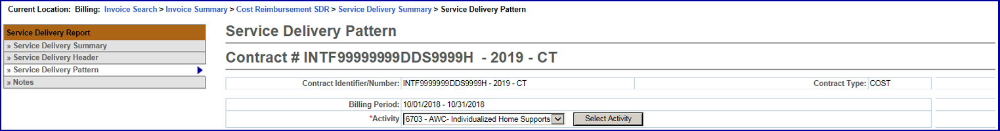 Current Location: Billing: Invoice Search > Invoice Summary > Cost Reimbursement SDR > Service Delivery Summary > Service Delivery Pattern
Service Delivery Report
» Service Delivery Summary
» Service Delivery Header
» Service Delivery Pattern
» Notes
Service Delivery Pattern
Contract # INTF99999999DDS9999H - 2019 - CT
Contract Identifier/Number: INTF9999999DDS9999H - 2019 - CT Contract Type: COST
Billing Period: 10/01/2018 - 10/31/2018
*Activity 6703 - AWC- Individualized Home Supports Select Activity